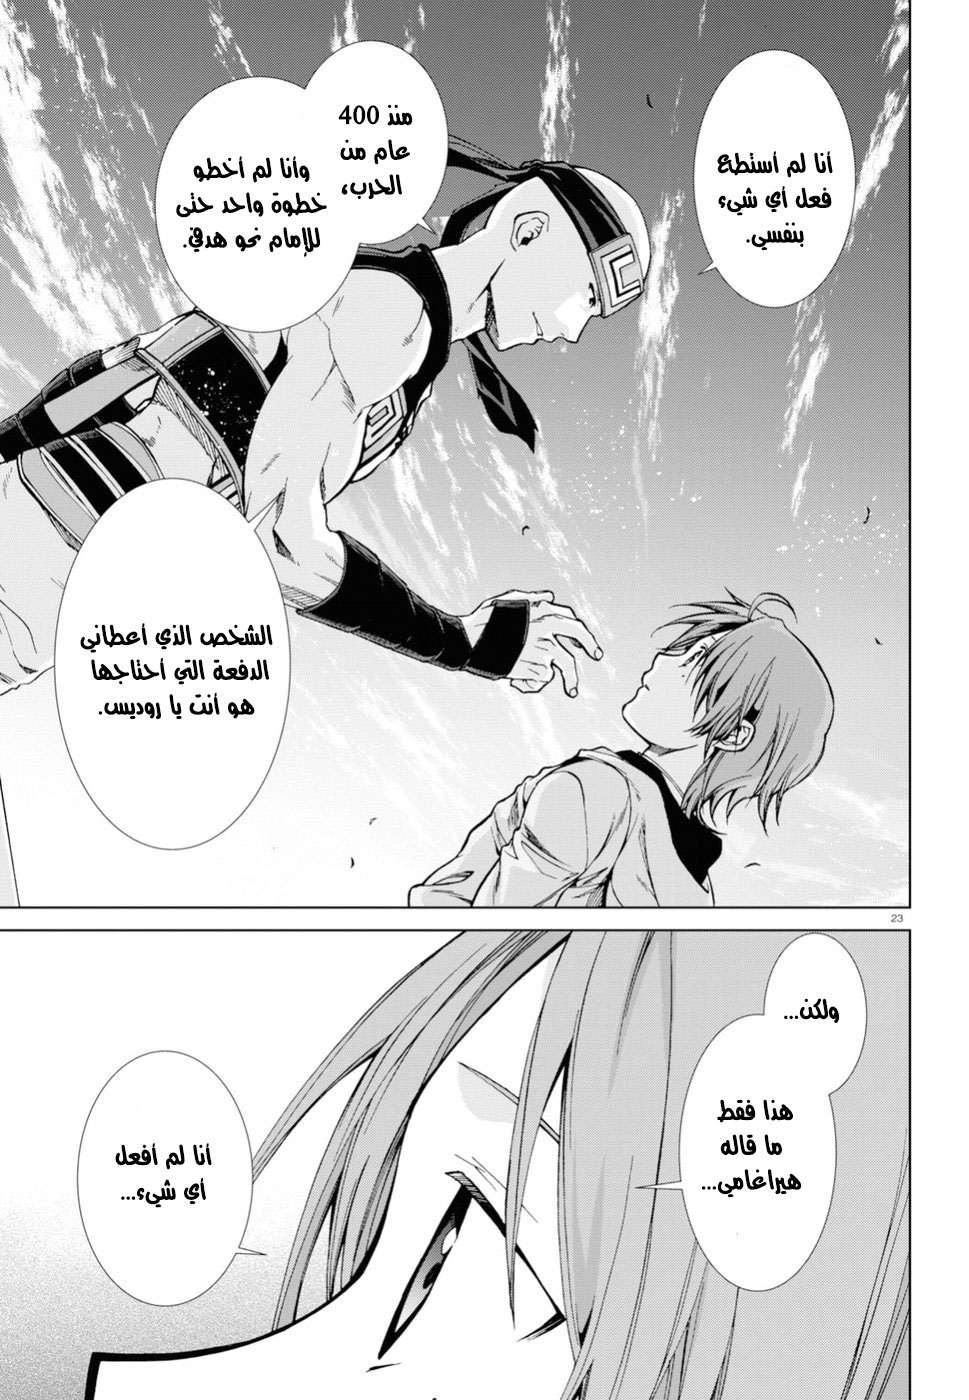 أنا لم أستطع
فعل أي شيء
بنفسي.
منذ 400
عام من
الحرب،
وأنا لم أخطو
خطوة واحد حتى
للإمام نحو هدفي.
الشخص الذي أعطاني
الدفعة التي أحتاجها
هو أنت يا روديس.
23
ولكن...
هذا فقط
ما قاله
هيراغامي...
أنا لم أفعل
أي شيء...